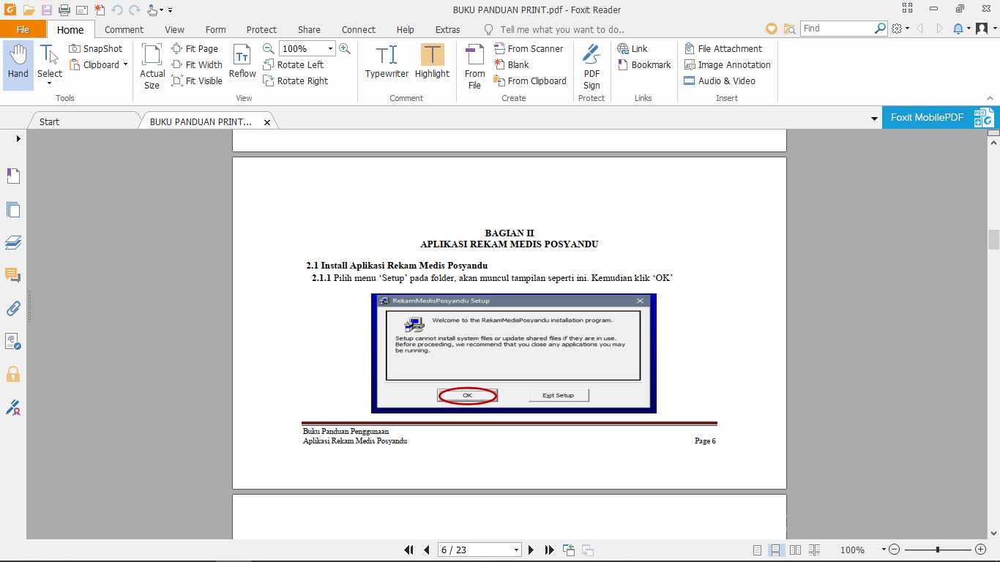 BUKU PANDUAN PRINT.pdf - Foxit Reader
File Home Comment View Form Protect Share Connect Help Extras Tell me what you want to do.. Find
Hand
Select
SnapShot
Clipboard
Tools
Actual Size
Fit Page
Fit Width
Fit Visible
Reflow
100%
Rotate Left
Rotate Right
View
Typewriter
Highlight
Comment
From File
From Scanner
Blank
From Clipboard
Create
PDF Sign
Protect
Link
Bookmark
Links
File Attachment
Image Annotation
Audio & Video
Insert
Start
BUKU PANDUAN PRINT...
Foxit MobilePDF
BAGIAN II
APLIKASI REKAM MEDIS POSYANDU
2.1 Install Aplikasi Rekam Medis Posyandu
2.1.1 Pilih menu ‘Setup’ pada folder, akan muncul tampilan seperti ini. Kemudian klik ‘OK’
RekamMedisPosyandu Setup
Welcome to the RekamMedisPosyandu installation program.
Setup cannot install system files or update shared files if they are in use.
Before proceeding, we recommend that you close any applications you may
be running.
OK Exit Setup
Buku Panduan Penggunaan
Aplikasi Rekam Medis Posyandu Page 6
6 / 23
100%